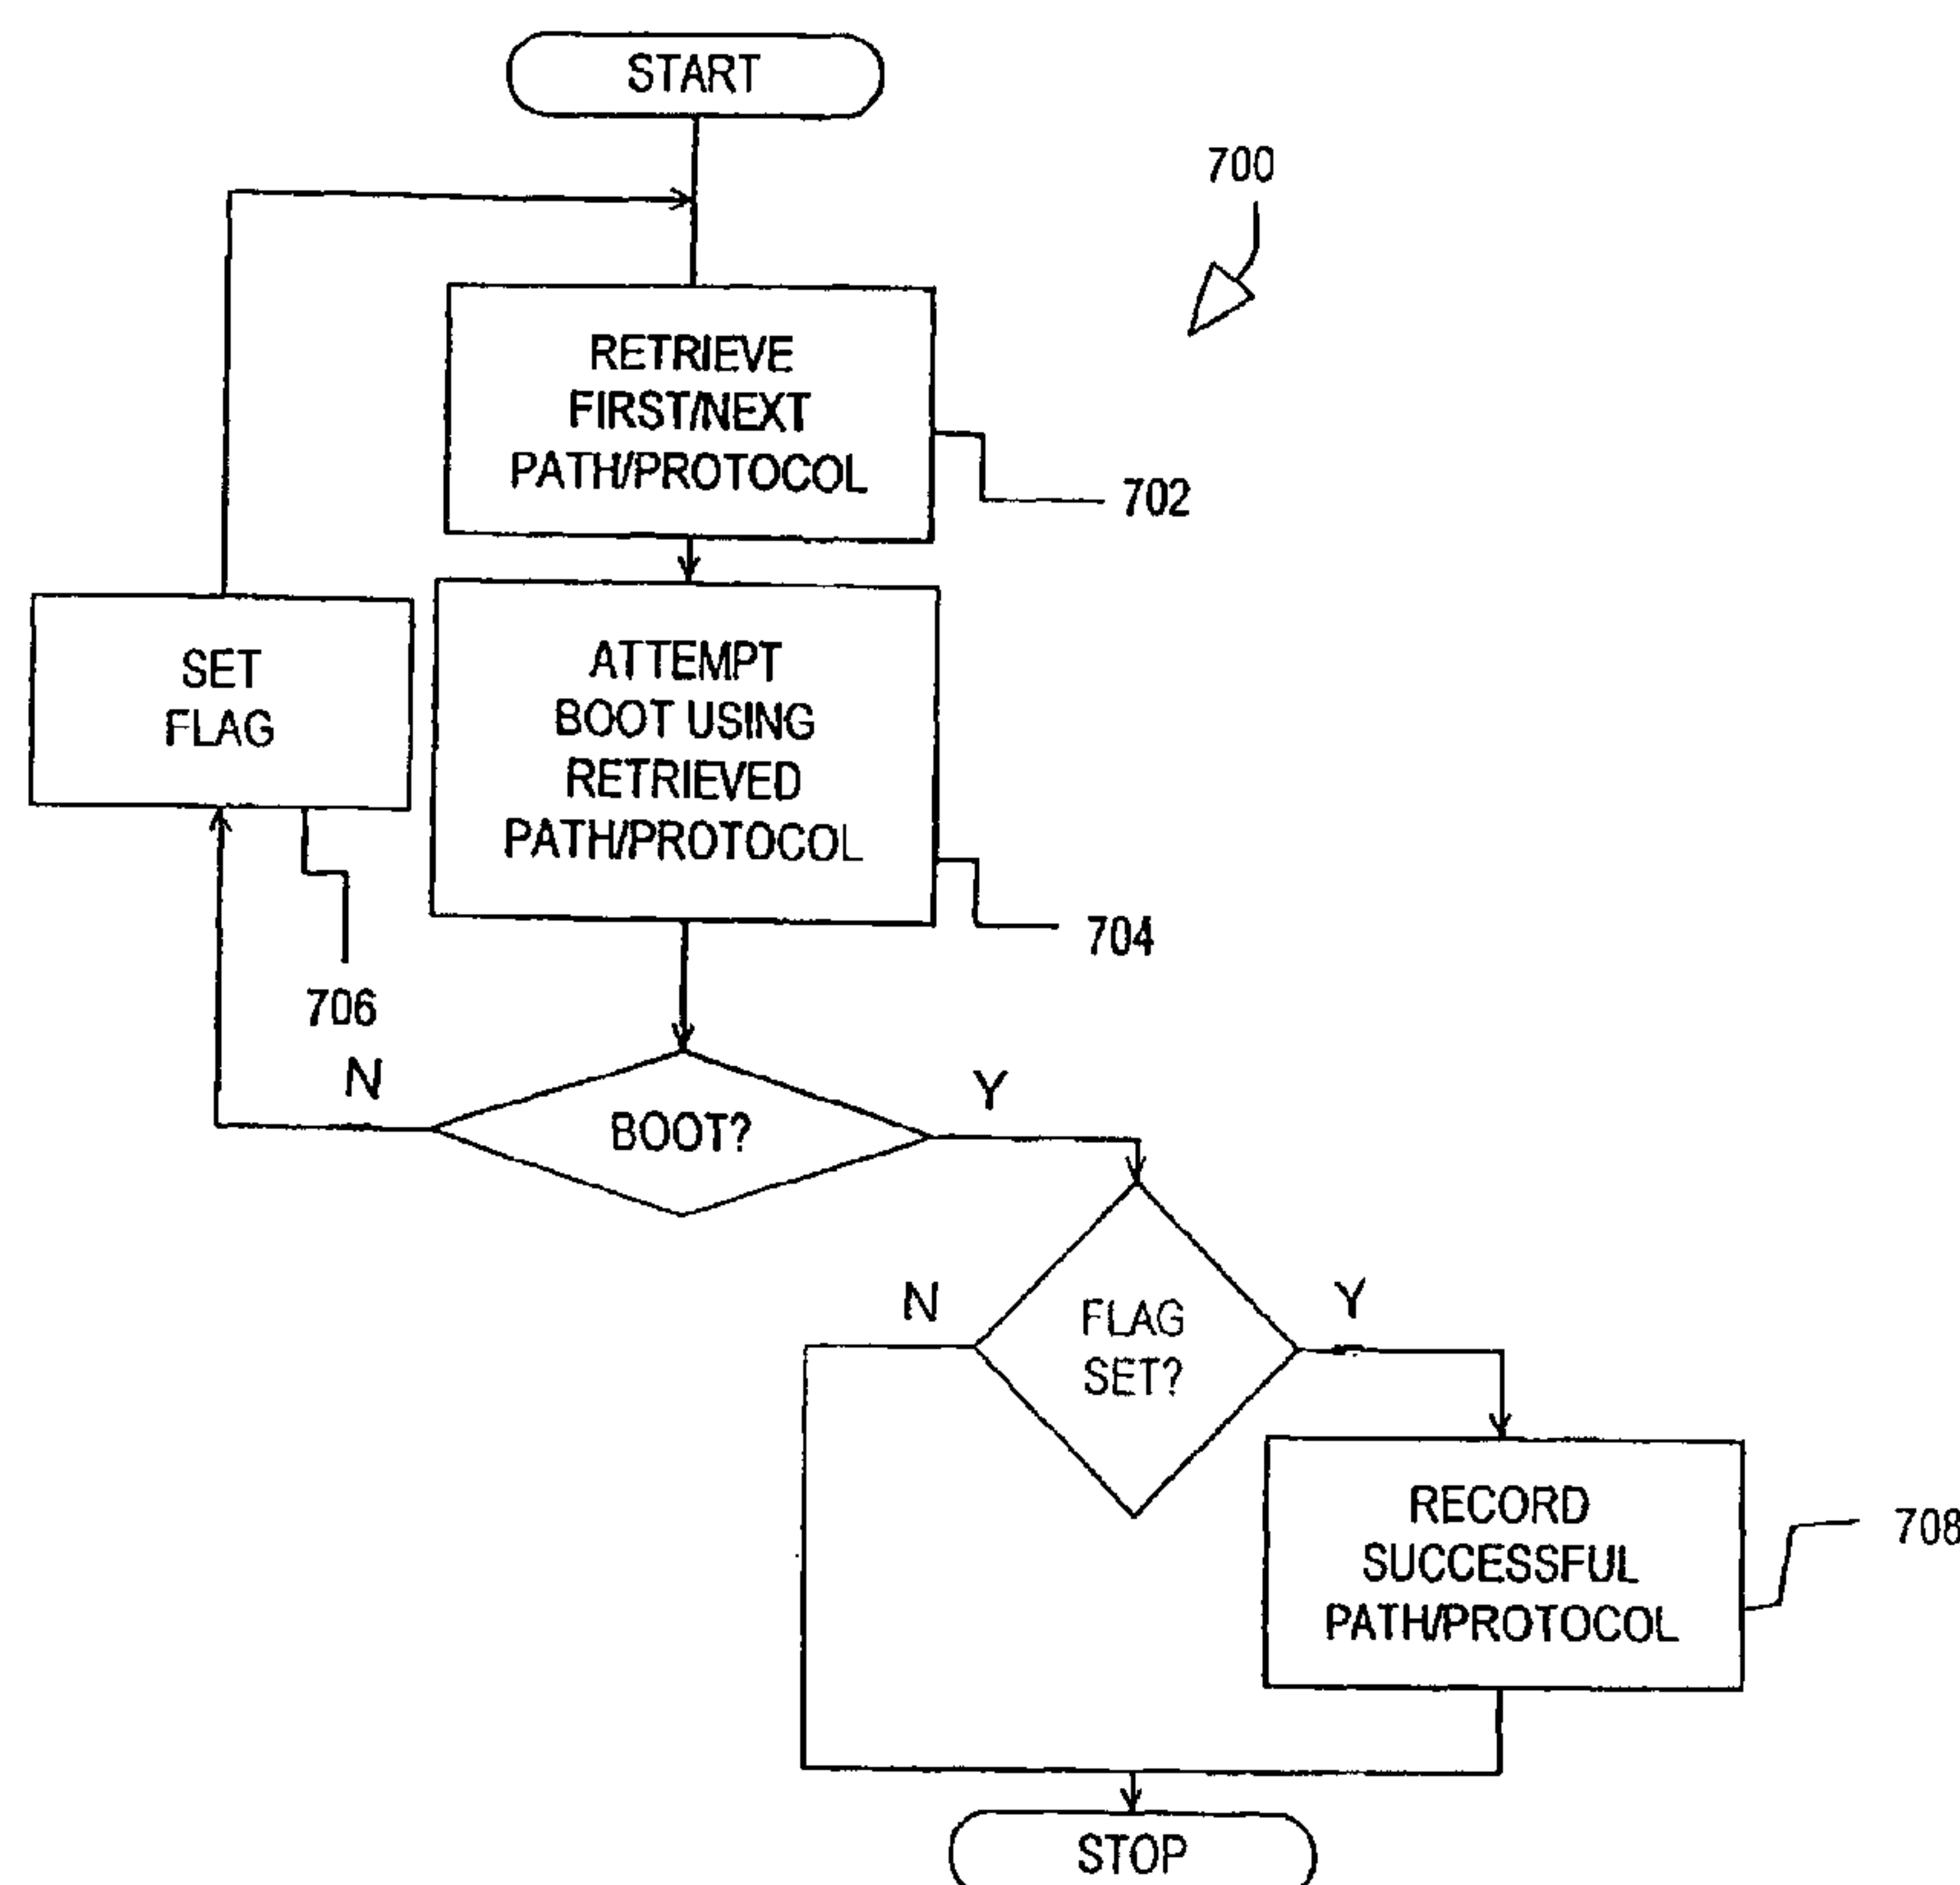 START
700
RETRIEVE
FIRST/NEXT
PATH/PROTOCOL
702
SET
FLAG
ATTEMPT
BOOT USING
RETRIEVED
PATH/PROTOCOL
704
706
N
BOOT?
Y
N
FLAG
SET?
Y
RECORD
SUCCESSFUL
PATH/PROTOCOL
708
STOP